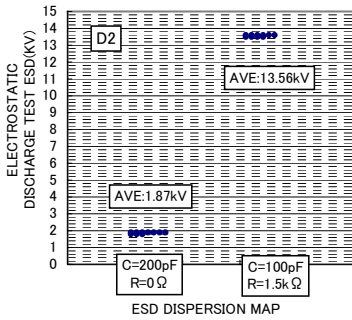 ELECTROSTATIC
DISCHARGE TEST ESD(KV)
15
14
13
12
11
10
9
8
7
6
5
4
3
2
1
0
D2
AVE:13.56kV
AVE:1.87kV
C=200pF
R=0Ω
C=100pF
R=1.5kΩ
ESD DISPERSION MAP